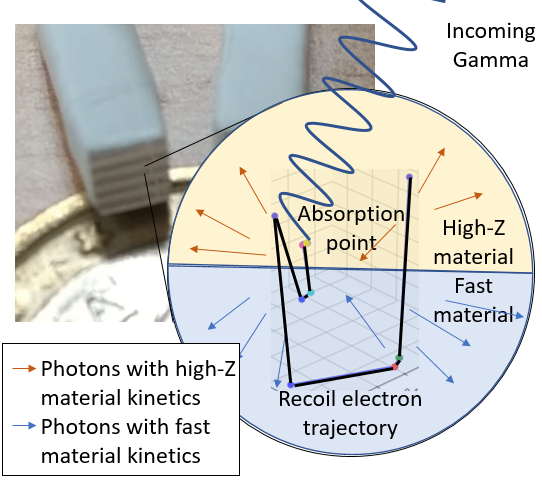 Incoming
Gamma
Absorption
point
High-Z
material
Fast
material
Photons with high-Z
material kinetics
Photons with fast
material kinetics
Recoil electron
trajectory